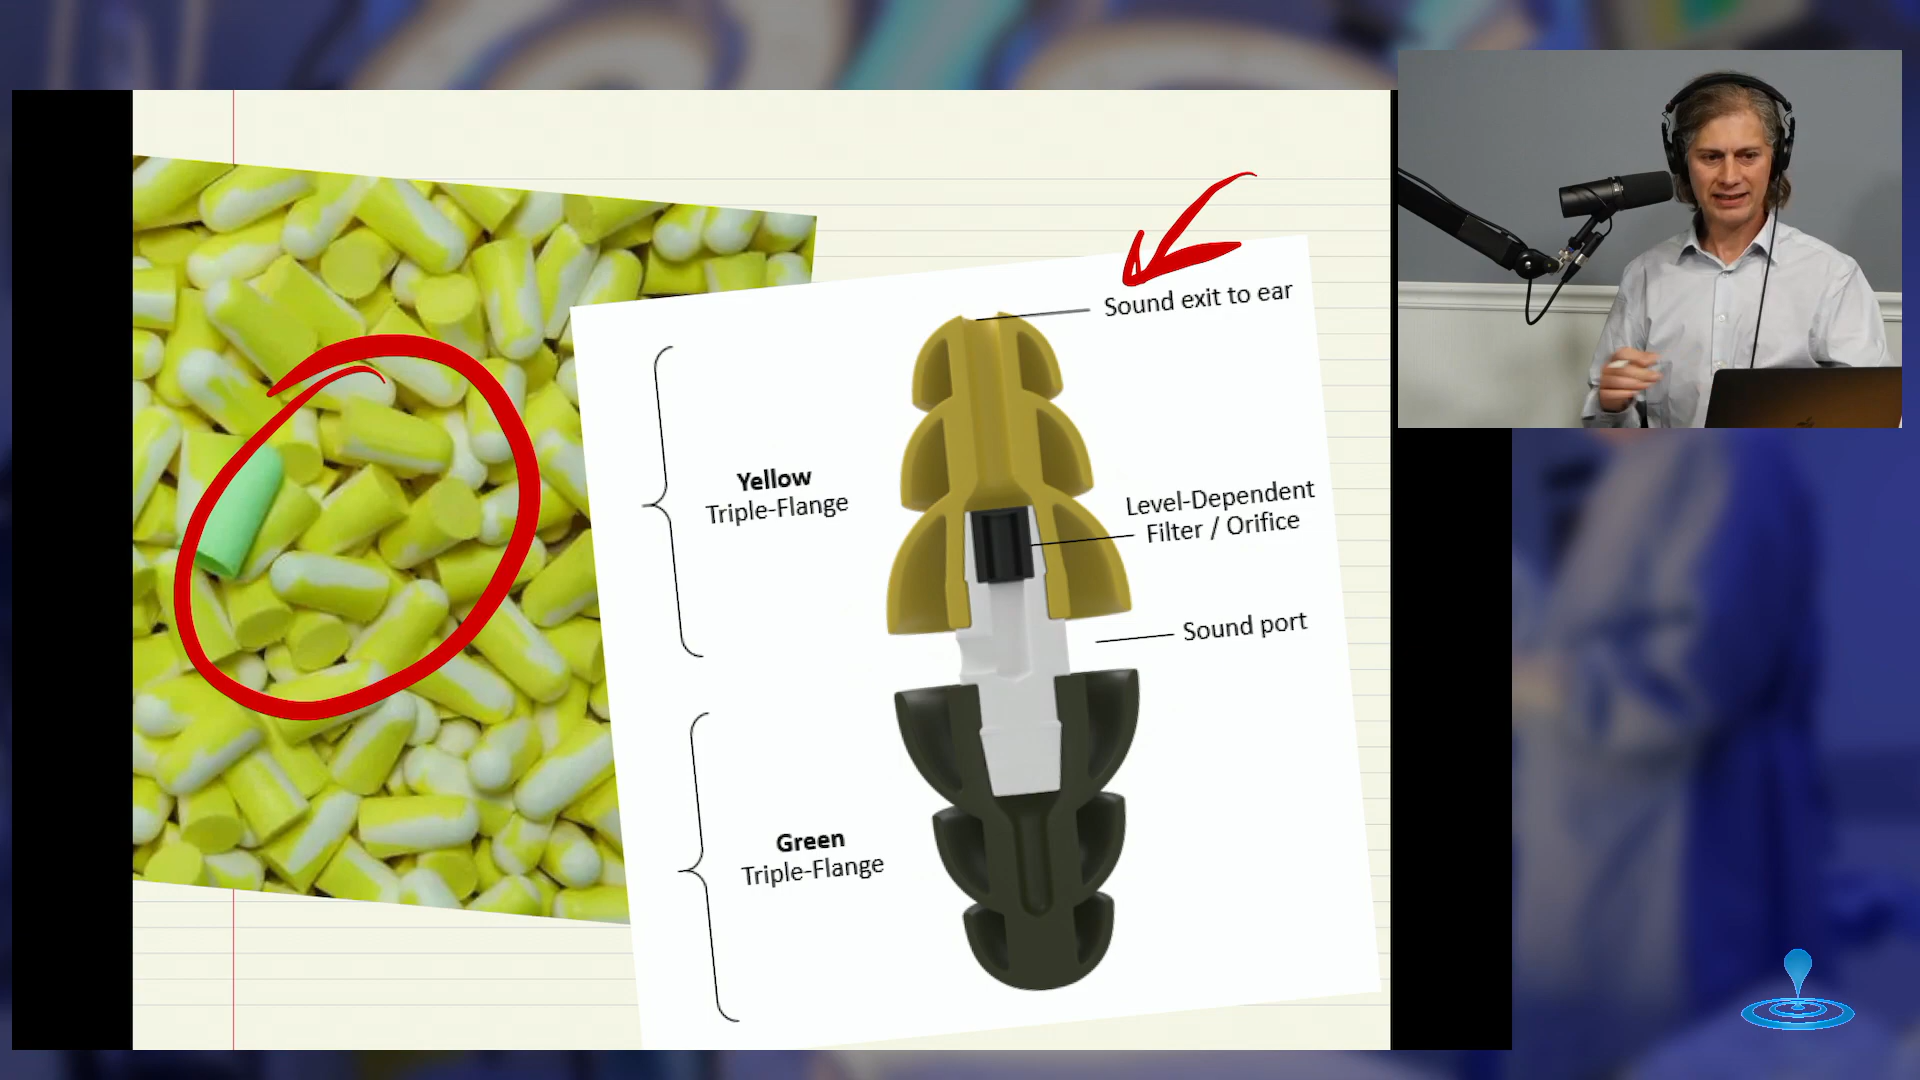 Sound exit to ear
Yellow
Triple-Flange
Level-Dependent
Filter / Orifice
Sound port
Green
Triple-Flange